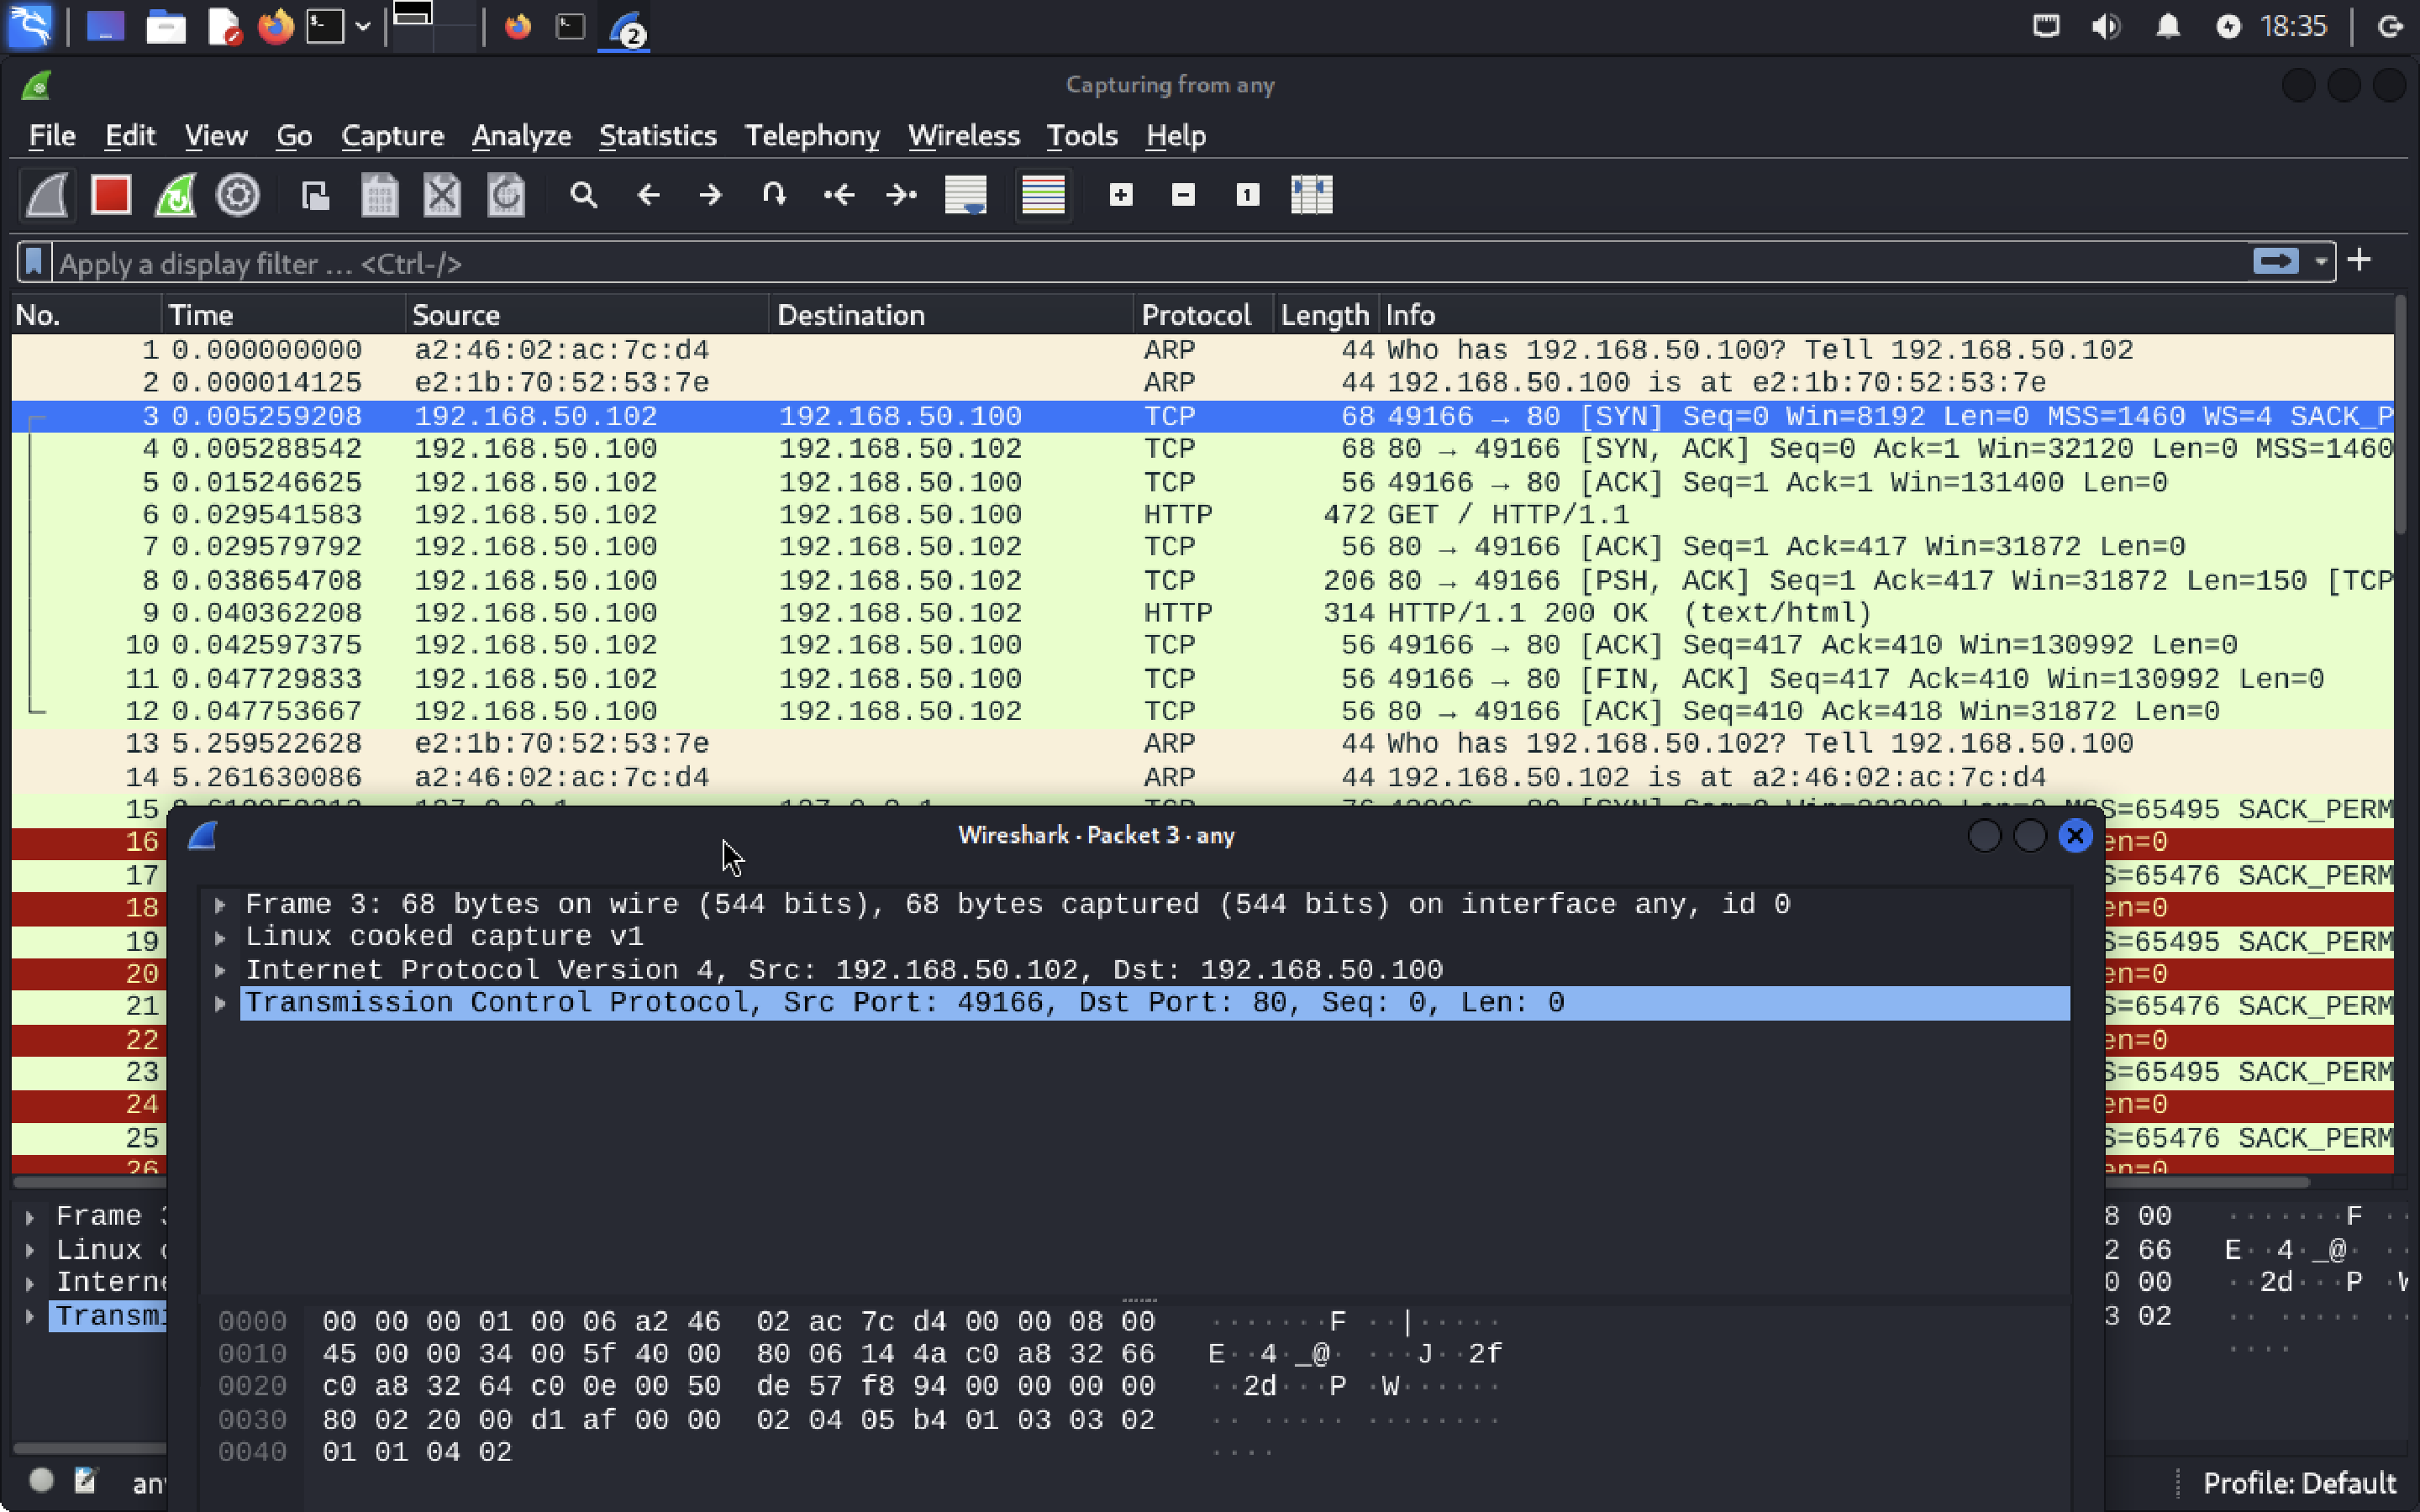 2
18:35
Capturing from any
File Edit View Go Capture Analyze Statistics Telephony Wireless Tools Help
1
Apply a display filter … <Ctrl-/>
No. Time Source Destination Protocol Length Info
1 0.000000000 a2:46:02:ac:7c:d4 ARP 44 Who has 192.168.50.100? Tell 192.168.50.102
2 0.000014125 e2:1b:70:52:53:7e ARP 44 192.168.50.100 is at e2:1b:70:52:53:7e
3 0.005259208 192.168.50.102 192.168.50.100 TCP 68 49166 → 80 [SYN] Seq=0 Win=8192 Len=0 MSS=1460 WS=4 SACK_P
4 0.005288542 192.168.50.100 192.168.50.102 TCP 68 80 → 49166 [SYN, ACK] Seq=0 Ack=1 Win=32120 Len=0 MSS=1460
5 0.015246625 192.168.50.102 192.168.50.100 TCP 56 49166 → 80 [ACK] Seq=1 Ack=1 Win=131400 Len=0
6 0.029541583 192.168.50.102 192.168.50.100 HTTP 472 GET / HTTP/1.1
7 0.029579792 192.168.50.100 192.168.50.102 TCP 56 80 → 49166 [ACK] Seq=1 Ack=417 Win=31872 Len=0
8 0.038654708 192.168.50.100 192.168.50.102 TCP 206 80 → 49166 [PSH, ACK] Seq=1 Ack=417 Win=31872 Len=150 [TCP
9 0.040362208 192.168.50.100 192.168.50.102 HTTP 314 HTTP/1.1 200 OK (text/html)
10 0.042597375 192.168.50.102 192.168.50.100 TCP 56 49166 → 80 [ACK] Seq=417 Ack=410 Win=130992 Len=0
11 0.047729833 192.168.50.102 192.168.50.100 TCP 56 49166 → 80 [FIN, ACK] Seq=417 Ack=410 Win=130992 Len=0
12 0.047753667 192.168.50.100 192.168.50.102 TCP 56 80 → 49166 [ACK] Seq=410 Ack=418 Win=31872 Len=0
13 5.259522628 e2:1b:70:52:53:7e ARP 44 Who has 192.168.50.102? Tell 192.168.50.100
14 5.261630086 a2:46:02:ac:7c:d4 ARP 44 192.168.50.102 is at a2:46:02:ac:7c:d4
15 S=65495 SACK_PERM
16 en=0
17 S=65476 SACK_PERM
18 en=0
19 S=65495 SACK_PERM
20 en=0
21 S=65476 SACK_PERM
22 en=0
23 S=65495 SACK_PERM
24 en=0
25 S=65476 SACK_PERM
26 en=0
Wireshark · Packet 3 · any
Frame 3: 68 bytes on wire (544 bits), 68 bytes captured (544 bits) on interface any, id 0
Linux cooked capture v1
Internet Protocol Version 4, Src: 192.168.50.102, Dst: 192.168.50.100
Transmission Control Protocol, Src Port: 49166, Dst Port: 80, Seq: 0, Len: 0
0000 00 00 00 01 00 06 a2 46 02 ac 7c d4 00 00 08 00 ·······F ··|·····
0010 45 00 00 34 00 5f 40 00 80 06 14 4a c0 a8 32 66 E··4·_@· ···J··2f
0020 c0 a8 32 64 c0 0e 00 50 de 57 f8 94 00 00 00 00 ··2d···P ·W······
0030 80 02 20 00 d1 af 00 00 02 04 05 b4 01 03 03 02 ·· ····· ········
0040 01 01 04 02 ····
Frame
Linux
Interne
Transmi
8 00 ·······F ··
2 66 E··4·_@· ··
0 00 ··2d···P ·W
3 02 ·· ····· ··
····
Profile: Default